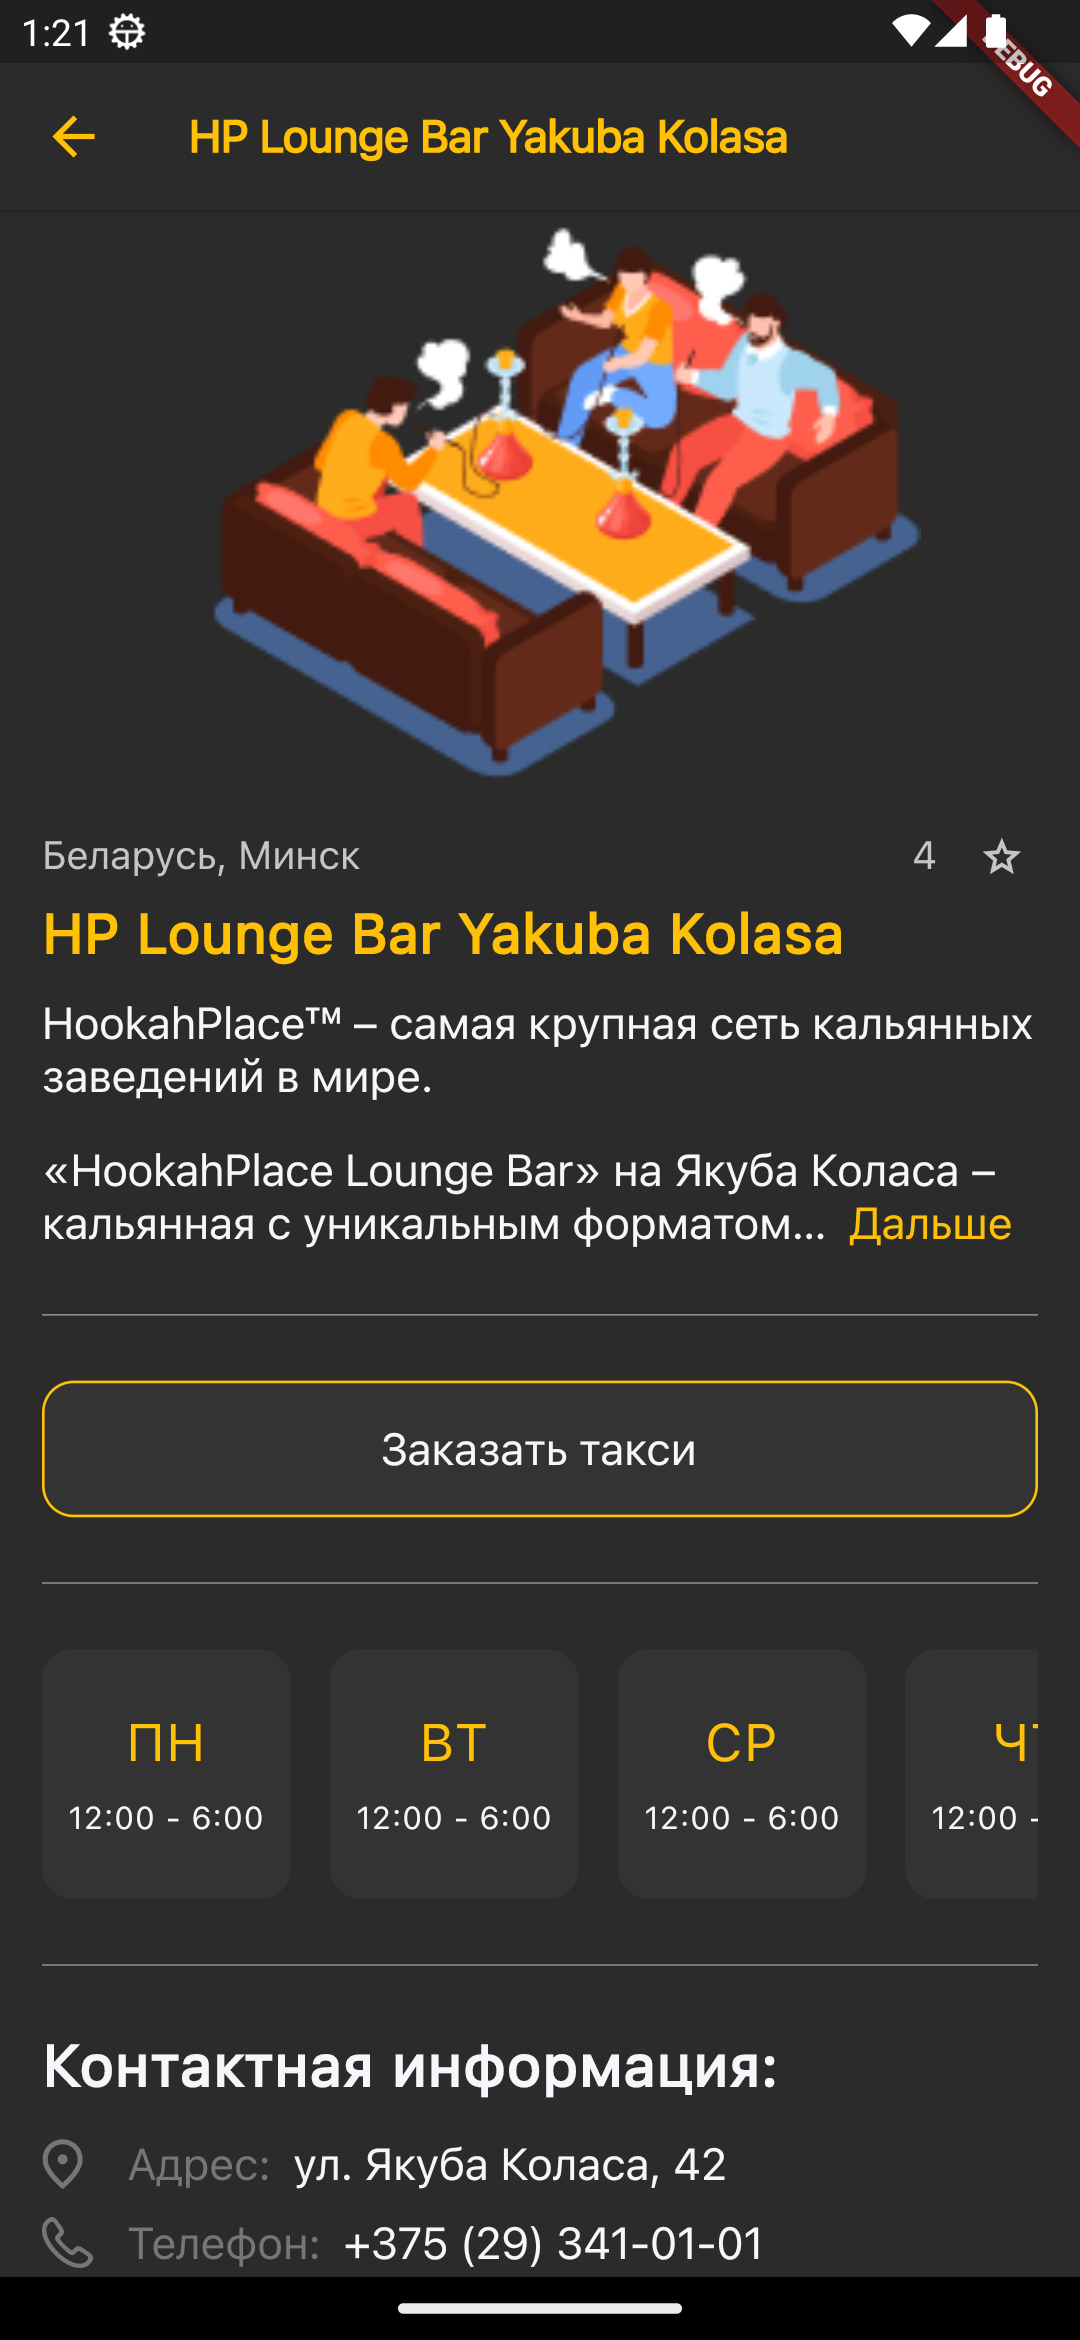 1:21
DEBUG
HP Lounge Bar Yakuba Kolasa
Беларусь, Минск
4
HP Lounge Bar Yakuba Kolasa
HookahPlace™ – самая крупная сеть кальянных
заведений в мире.
«HookahPlace Lounge Bar» на Якуба Коласа –
кальянная с уникальным форматом... Дальше
Заказать такси
ПН ВТ СР ЧТ
12:00 - 6:00 12:00 - 6:00 12:00 - 6:00 12:00 -
Контактная информация:
Адрес: ул. Якуба Коласа, 42
Телефон: +375 (29) 341-01-01